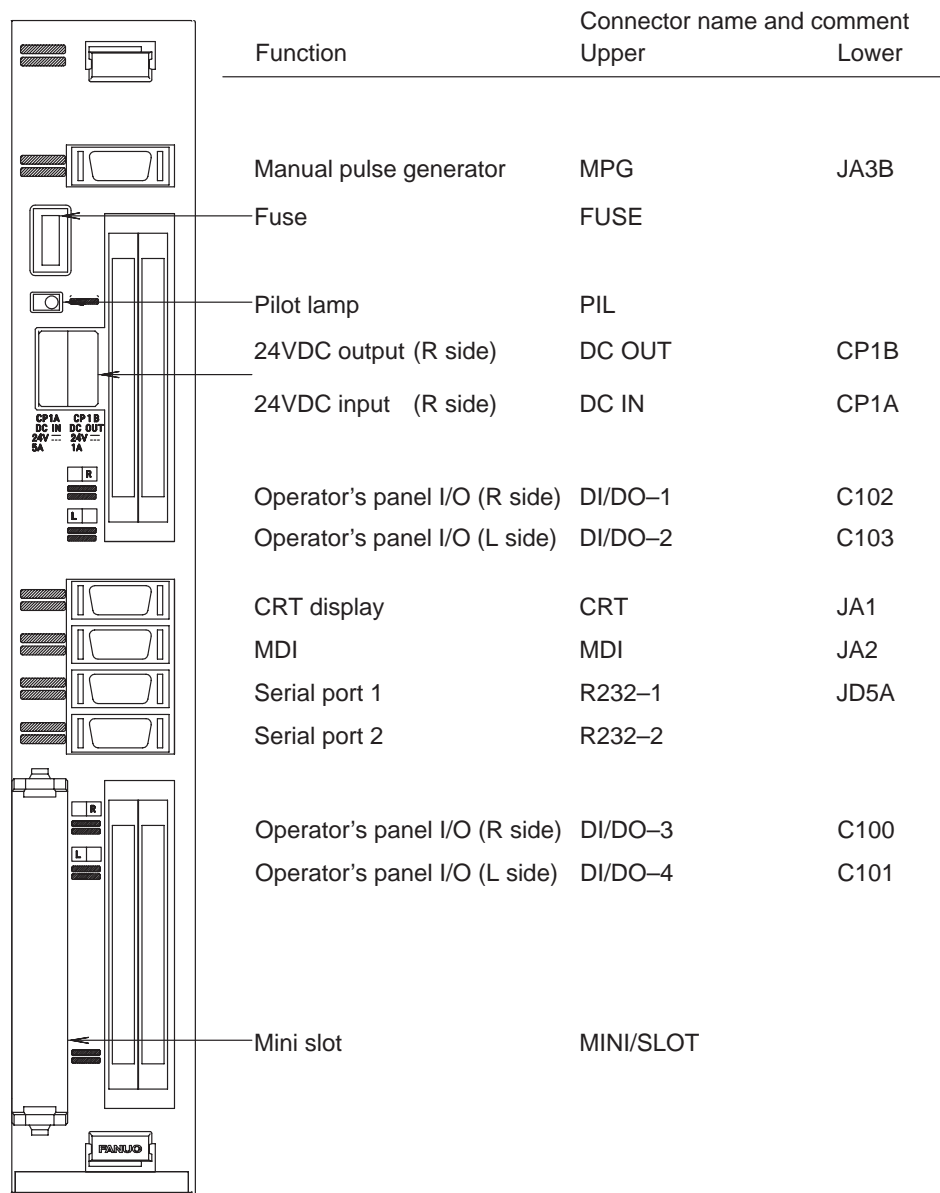 Connector name and comment
Function Upper Lower
Manual pulse generator MPG JA3B
Fuse FUSE
Pilot lamp PIL
24VDC output (R side) DC OUT CP1B
24VDC input (R side) DC IN CP1A
CP1A CP1B
DC IN DC OUT
24V 24V
5A 1A
R
Operator’s panel I/O (R side) DI/DO–1 C102
L
Operator’s panel I/O (L side) DI/DO–2 C103
CRT display CRT JA1
MDI MDI JA2
Serial port 1 R232–1 JD5A
Serial port 2 R232–2
R
Operator’s panel I/O (R side) DI/DO–3 C100
L
Operator’s panel I/O (L side) DI/DO–4 C101
Mini slot MINI/SLOT
FANUC